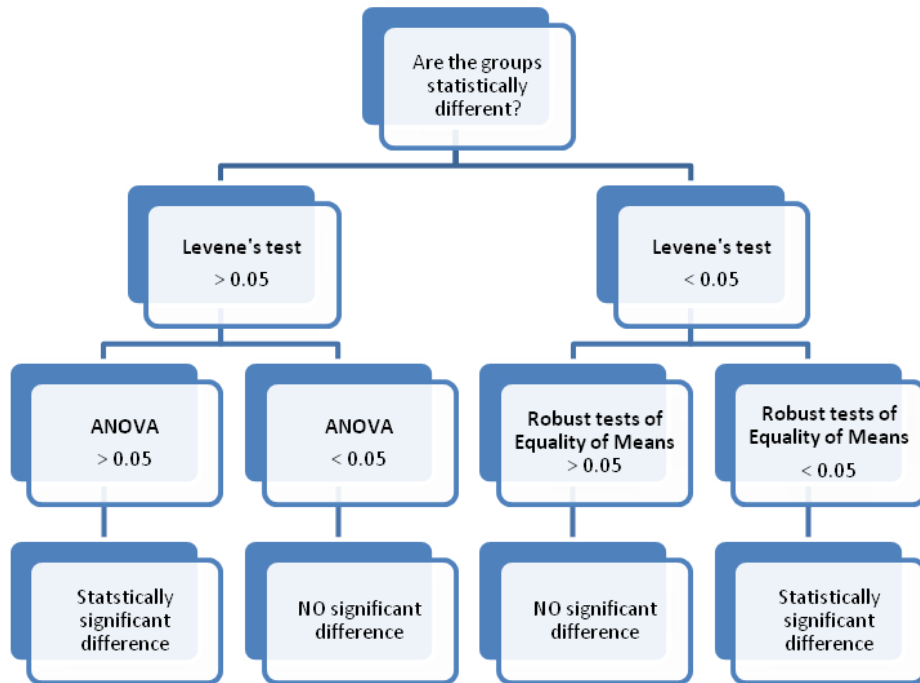 Are the groups
statistically
different?
Levene's test
> 0.05
Levene's test
< 0.05
ANOVA
> 0.05
ANOVA
< 0.05
Robust tests of
Equality of Means
> 0.05
Robust tests of
Equality of Means
< 0.05
Statstically
significant
difference
NO significant
difference
NO significant
difference
Statistically
significant
difference